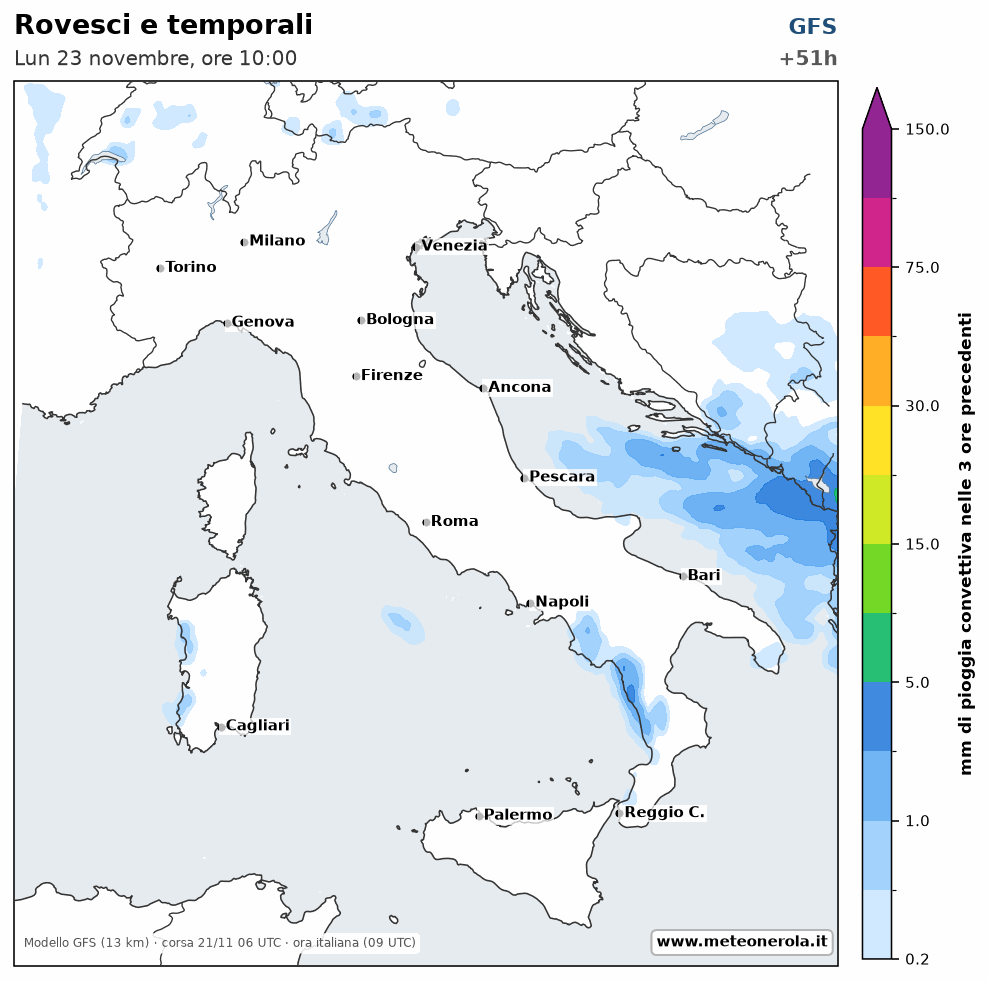 Rovesci e temporali
GFS
Lun 23 novembre, ore 10:00
+51h
Milano
Venezia
Torino
Genova
Bologna
Firenze
Ancona
Pescara
Roma
Bari
Napoli
Cagliari
Palermo
Reggio C.
150.0
75.0
30.0
15.0
5.0
1.0
0.2
mm di pioggia convettiva nelle 3 ore precedenti
Modello GFS (13 km) · corsa 21/11 06 UTC · ora italiana (09 UTC)
www.meteonerola.it